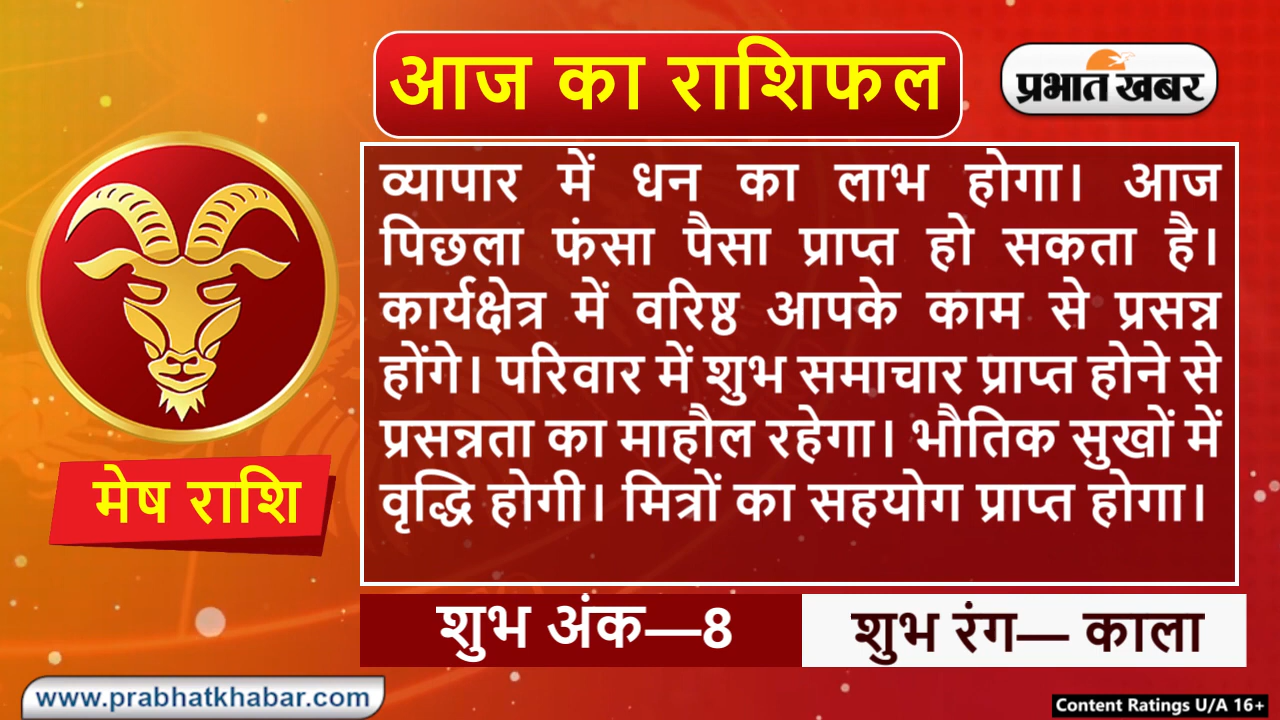 आज का राशिफल
प्रभात खबर
व्यापार में धन का लाभ होगा। आज
पिछला फंसा पैसा प्राप्त हो सकता है।
कार्यक्षेत्र में वरिष्ठ आपके काम से प्रसन्न
होंगे। परिवार में शुभ समाचार प्राप्त होने से
प्रसन्नता का माहौल रहेगा। भौतिक सुखों में
वृद्धि होगी। मित्रों का सहयोग प्राप्त होगा।
मेष राशि
शुभ अंक—8
शुभ रंग— काला
www.prabhatkhabar.com
Content Ratings U/A 16+